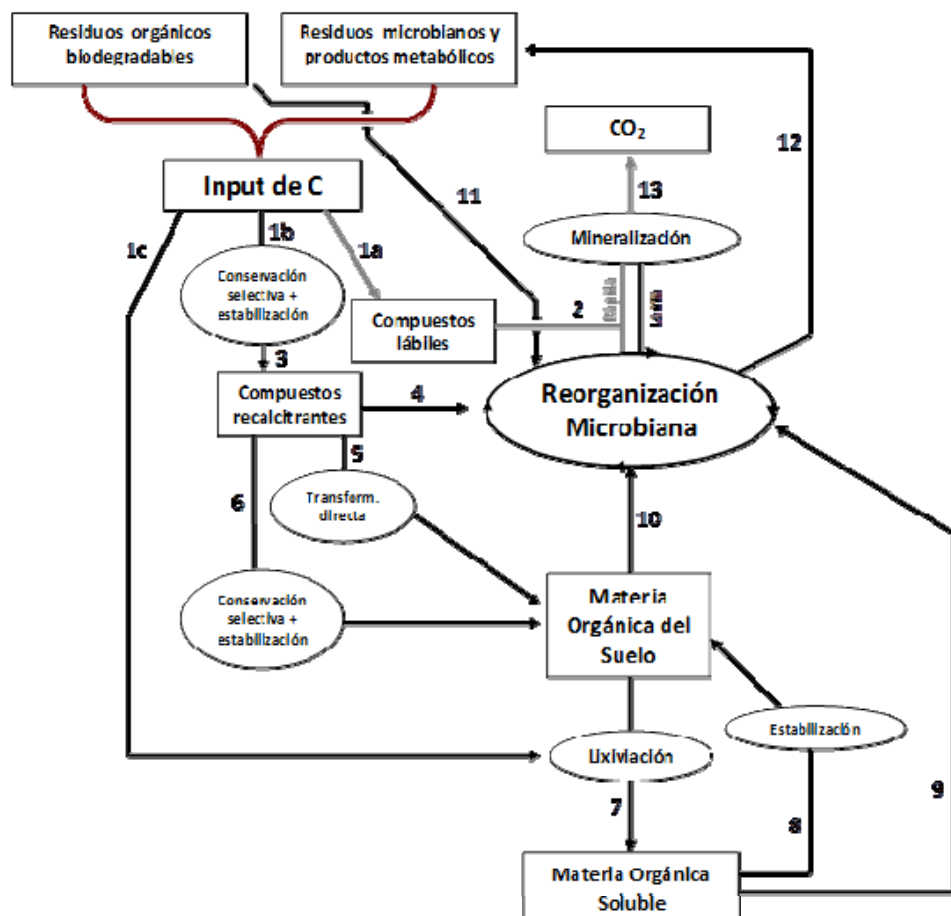 Residuos orgánicos
biodegradables
Residuos microbianos y
productos metabólicos
CO₂
12
Input de C
11
13
1c
1b
1a
Mineralización
Conservación
selectiva +
estabilización
Rápida
Lenta
2
Compuestos
lábiles
3
Compuestos
recalcitrantes
4
Reorganización
Microbiana
5
6
Transform.
directa
10
Conservación
selectiva +
estabilización
Materia
Orgánica del
Suelo
Estabilización
Lixiviación
9
7
8
Materia Orgánica
Soluble